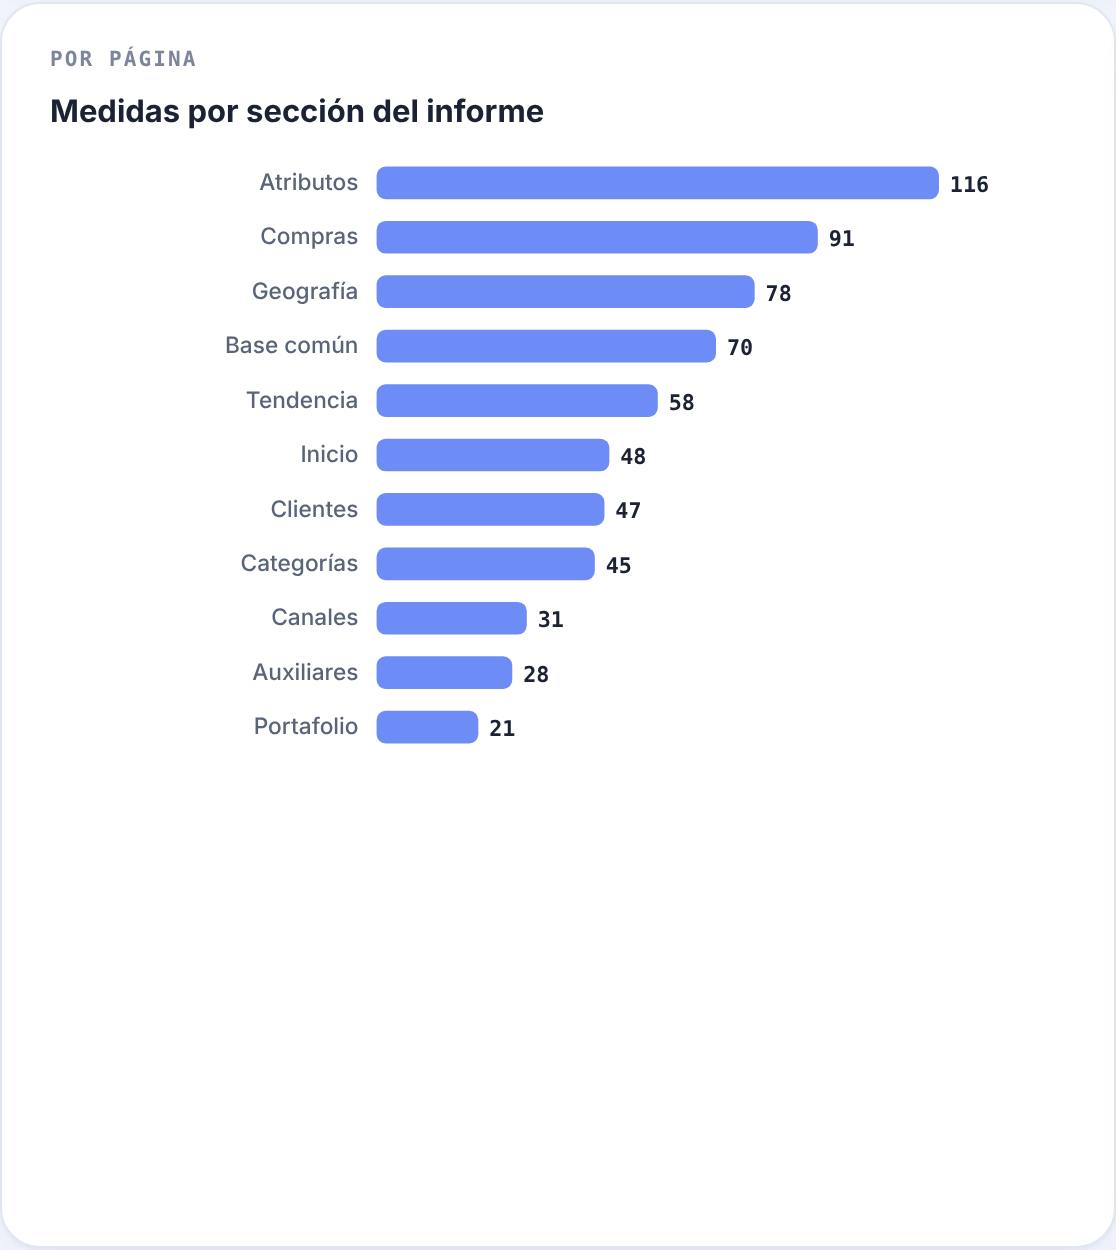 POR PÁGINA
Medidas por sección del informe
Atributos 116
Compras 91
Geografía 78
Base común 70
Tendencia 58
Inicio 48
Clientes 47
Categorías 45
Canales 31
Auxiliares 28
Portafolio 21